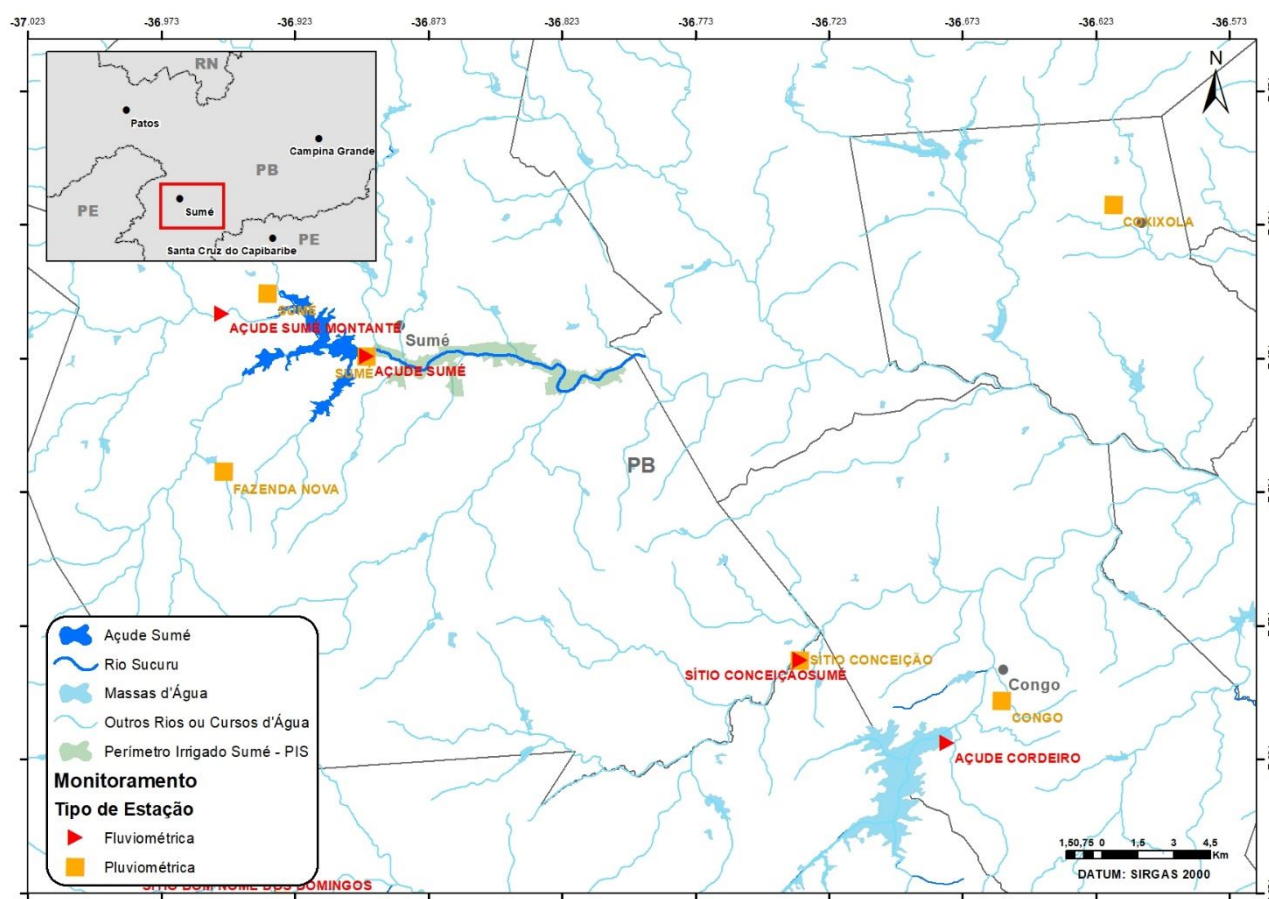 -37.023 -36.973 -36.923 -36.873 -36.823 -36.773 -36.723 -36.673 -36.623 -36.573
N
RN
Patos
Campina Grande
PB
PE
Sumé
PE
Santa Cruz do Capibaribe
COXIXOLA
SUMÉ
AÇUDE SUMÉ MONTANTE
Sumé
SUMÉ
AÇUDE SUMÉ
FAZENDA NOVA
PB
SÍTIO CONCEIÇÃO
SÍTIO CONCEIÇÃOSUMÉ
Congo
CONGO
AÇUDE CORDEIRO
Açude Sumé
Rio Sucuru
Massas d'Água
Outros Rios ou Cursos d'Água
Perímetro Irrigado Sumé - PIS
Monitoramento
Tipo de Estação
Fluviométrica
Pluviométrica
1,50,75 0 1,5 3 4,5
Km
DATUM: SIRGAS 2000